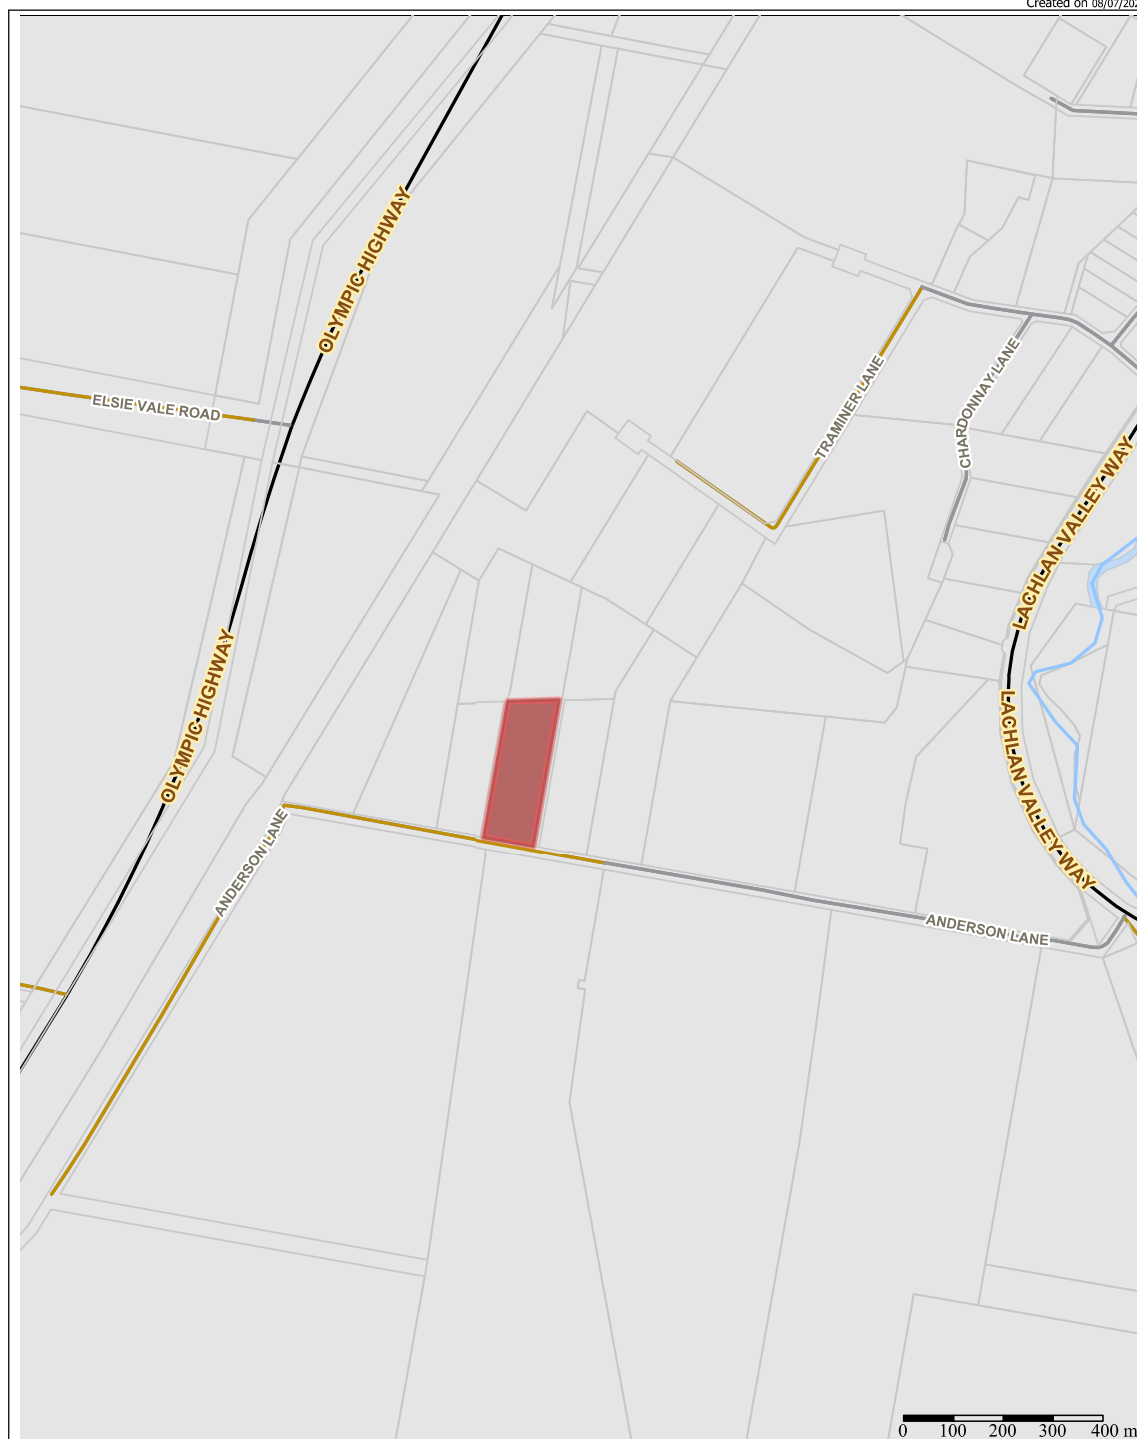 Created on 08/07/202
OLYMPIC HIGHWAY
ELSIE VALE ROAD
TRAMINER LANE
CHARDONNAY LANE
LACHLAN VALLEY WAY
OLYMPIC HIGHWAY
LACHLAN VALLEY WAY
ANDERSON LANE
ANDERSON LANE
0 100 200 300 400 m